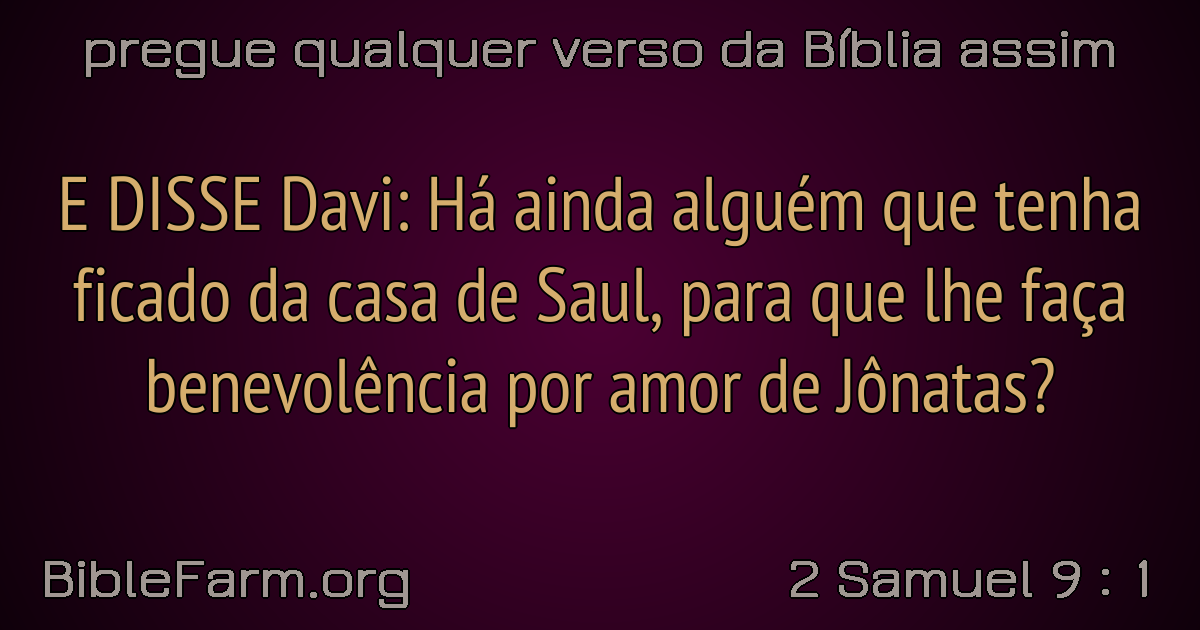 pregue qualquer verso da Bíblia assim
E DISSE Davi: Há ainda alguém que tenha
ficado da casa de Saul, para que lhe faça
benevolência por amor de Jônatas?
BibleFarm.org
2 Samuel 9 : 1